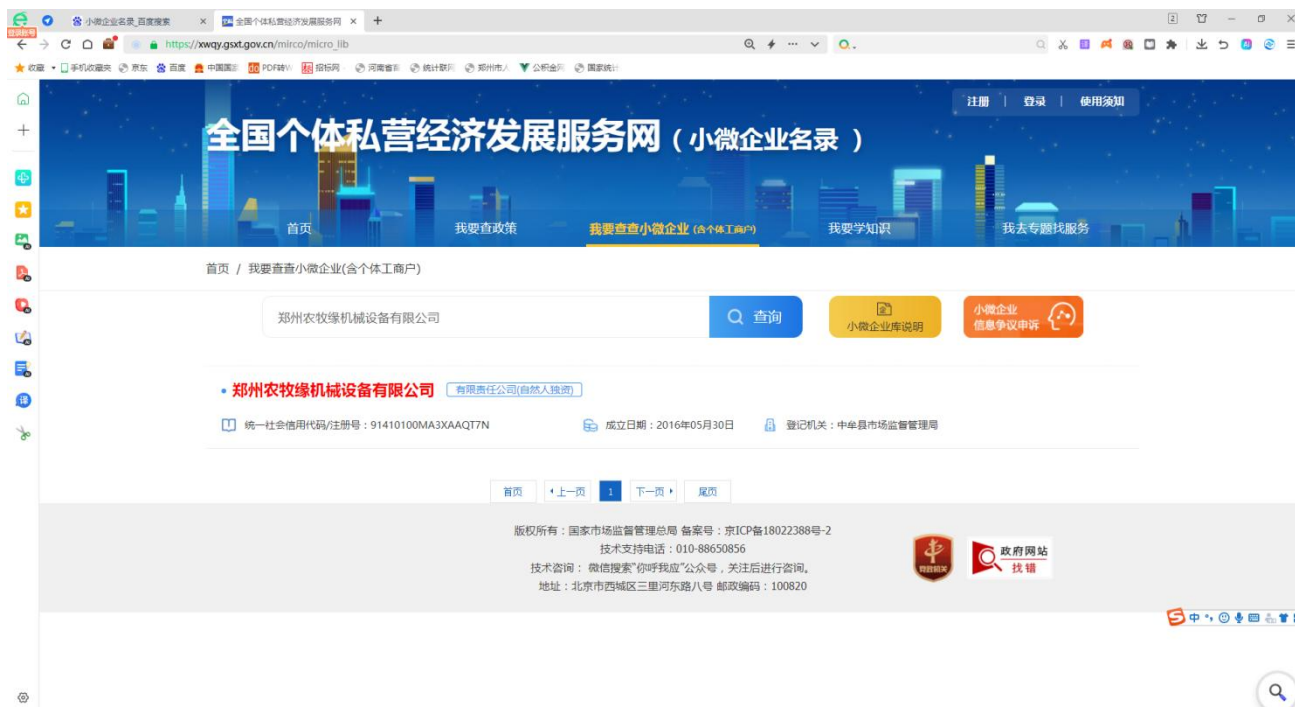 小微企业名录_百度搜索
全国个体私营经济发展服务网
2
登录账号
https://xwqy.gsxt.gov.cn/mirco/micro_lib
收藏 手机收藏夹 京东 百度 中国国 PDF转W 招标网 河南省 统计联 郑州市 公积金 国家统计
注册 | 登录 | 使用须知
全国个体私营经济发展服务网（小微企业名录 ）
首页 我要查政策 我要查查小微企业 (含个体工商户) 我要学知识 我去专题找服务
首页 / 我要查查小微企业(含个体工商户)
郑州农牧缘机械设备有限公司 查询 小微企业库说明 小微企业信息争议申诉
郑州农牧缘机械设备有限公司 有限责任公司(自然人独资)
统一社会信用代码/注册号：91410100MA3XAAQT7N 成立日期：2016年05月30日 登记机关：中牟县市场监督管理局
首页 上一页 1 下一页 尾页
版权所有：国家市场监督管理总局 备案号：京ICP备18022388号-2
技术支持电话：010-88650856
技术咨询： 微信搜索"你呼我应"公众号，关注后进行咨询。
地址：北京市西城区三里河东路八号 邮政编码：100820
党政机关
政府网站
找错
中